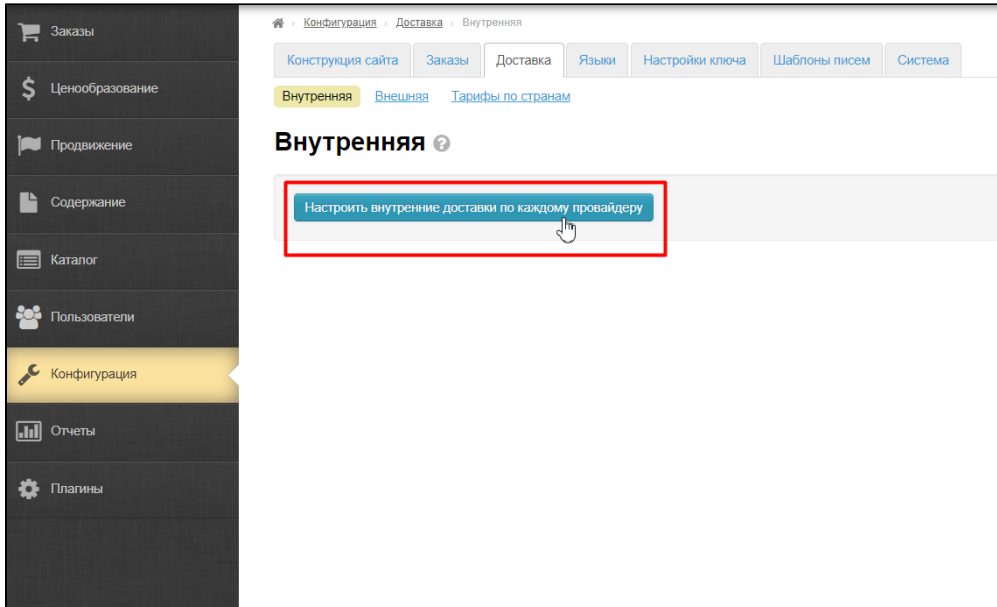 Заказы
Ценообразование
Продвижение
Содержание
Каталог
Пользователи
Конфигурация
Отчеты
Плагины
Конфигурация › Доставка › Внутренняя
Конструкция сайта Заказы Доставка Языки Настройки ключа Шаблоны писем Система
Внутренняя Внешняя Тарифы по странам
Внутренняя ?
Настроить внутренние доставки по каждому провайдеру